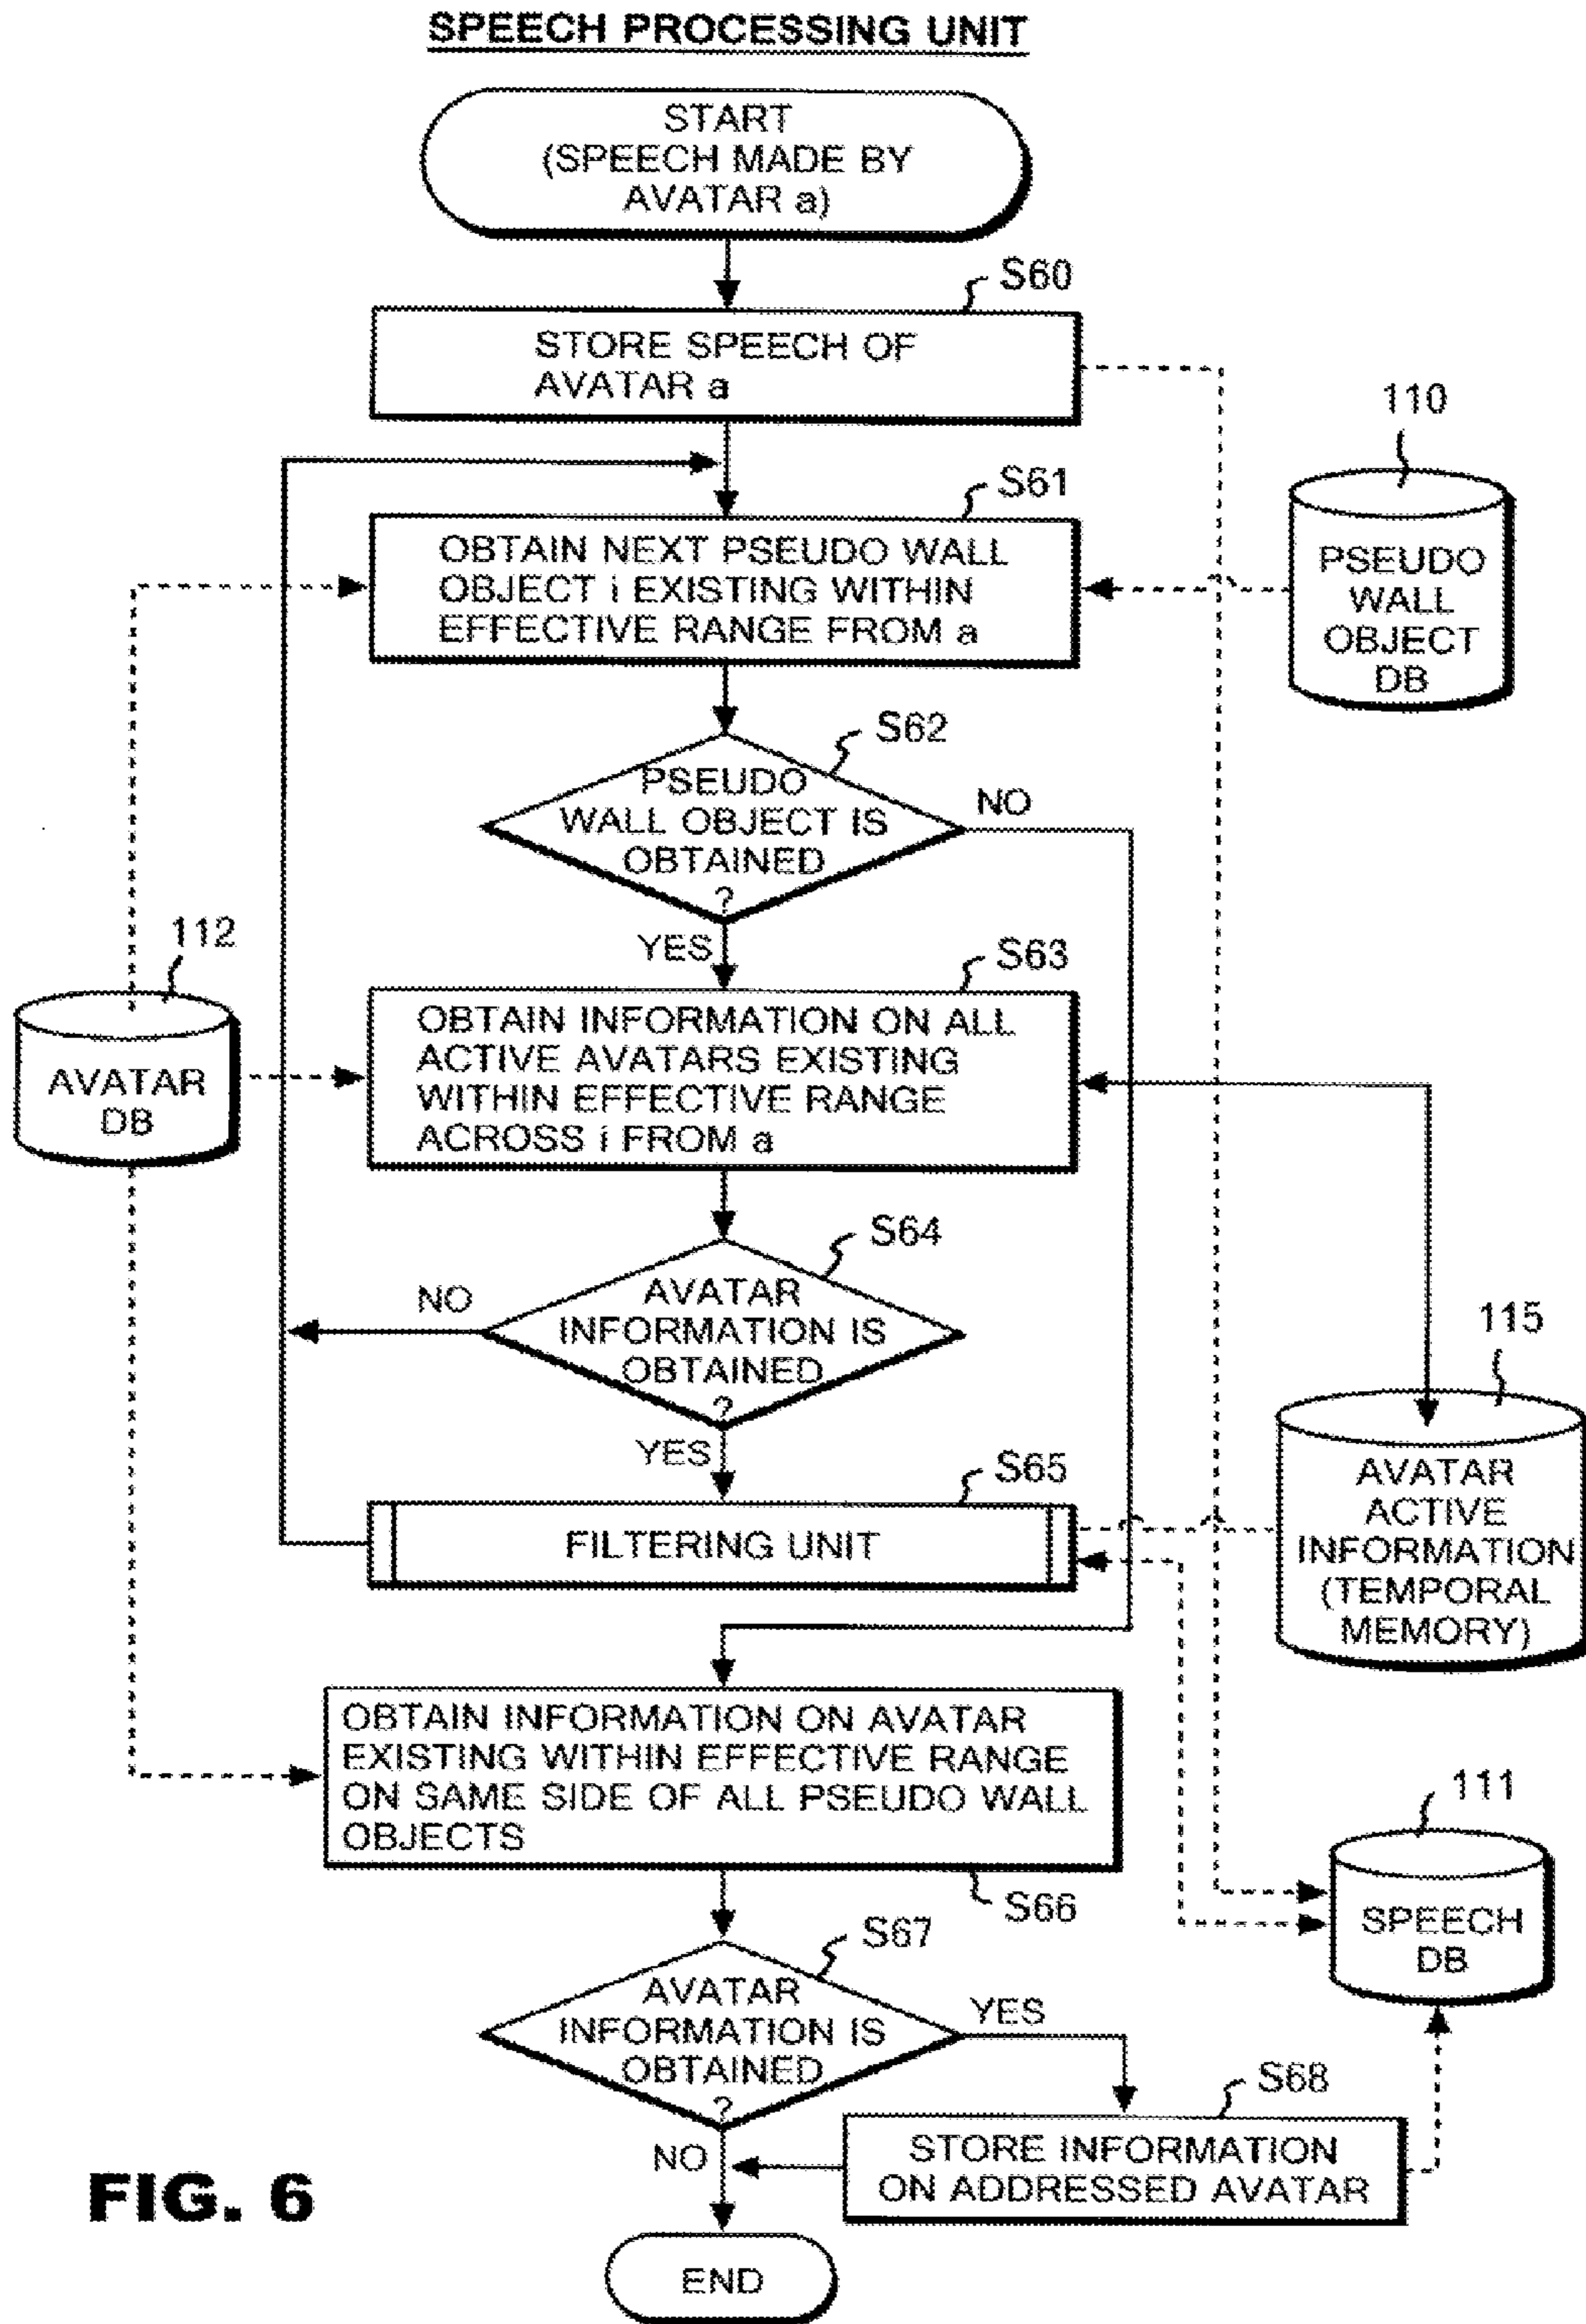 SPEECH PROCESSING UNIT
START
(SPEECH MADE BY
AVATAR a)
S60
STORE SPEECH OF
AVATAR a
110
PSEUDO
WALL
OBJECT
DB
S61
OBTAIN NEXT PSEUDO WALL
OBJECT i EXISTING WITHIN
EFFECTIVE RANGE FROM a
S62
PSEUDO
WALL OBJECT IS
OBTAINED
?
NO
YES
112
AVATAR
DB
S63
OBTAIN INFORMATION ON ALL
ACTIVE AVATARS EXISTING
WITHIN EFFECTIVE RANGE
ACROSS i FROM a
S64
AVATAR
INFORMATION IS
OBTAINED
?
NO
YES
115
AVATAR
ACTIVE
INFORMATION
(TEMPORAL
MEMORY)
S65
FILTERING UNIT
OBTAIN INFORMATION ON AVATAR
EXISTING WITHIN EFFECTIVE RANGE
ON SAME SIDE OF ALL PSEUDO WALL
OBJECTS
S66
111
SPEECH
DB
S67
AVATAR
INFORMATION IS
OBTAINED
?
YES
NO
S68
STORE INFORMATION
ON ADDRESSED AVATAR
END
FIG. 6